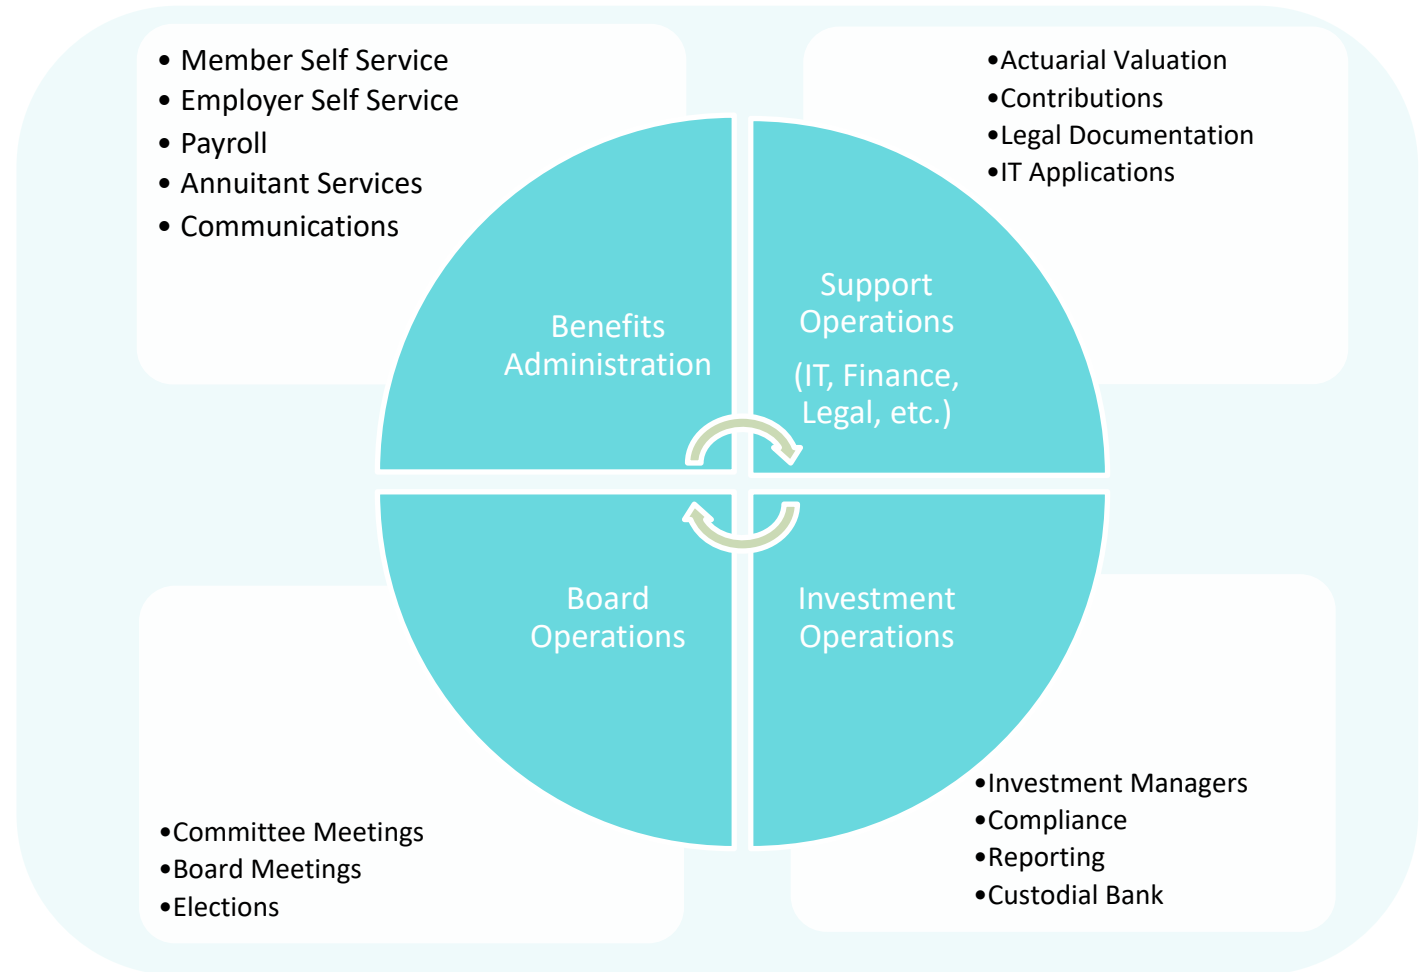 • Member Self Service
• Employer Self Service
• Payroll
• Annuitant Services
• Communications
•Actuarial Valuation
•Contributions
•Legal Documentation
•IT Applications
Benefits
Administration
Support
Operations
(IT, Finance,
Legal, etc.)
Board
Operations
Investment
Operations
•Committee Meetings
•Board Meetings
•Elections
•Investment Managers
•Compliance
•Reporting
•Custodial Bank